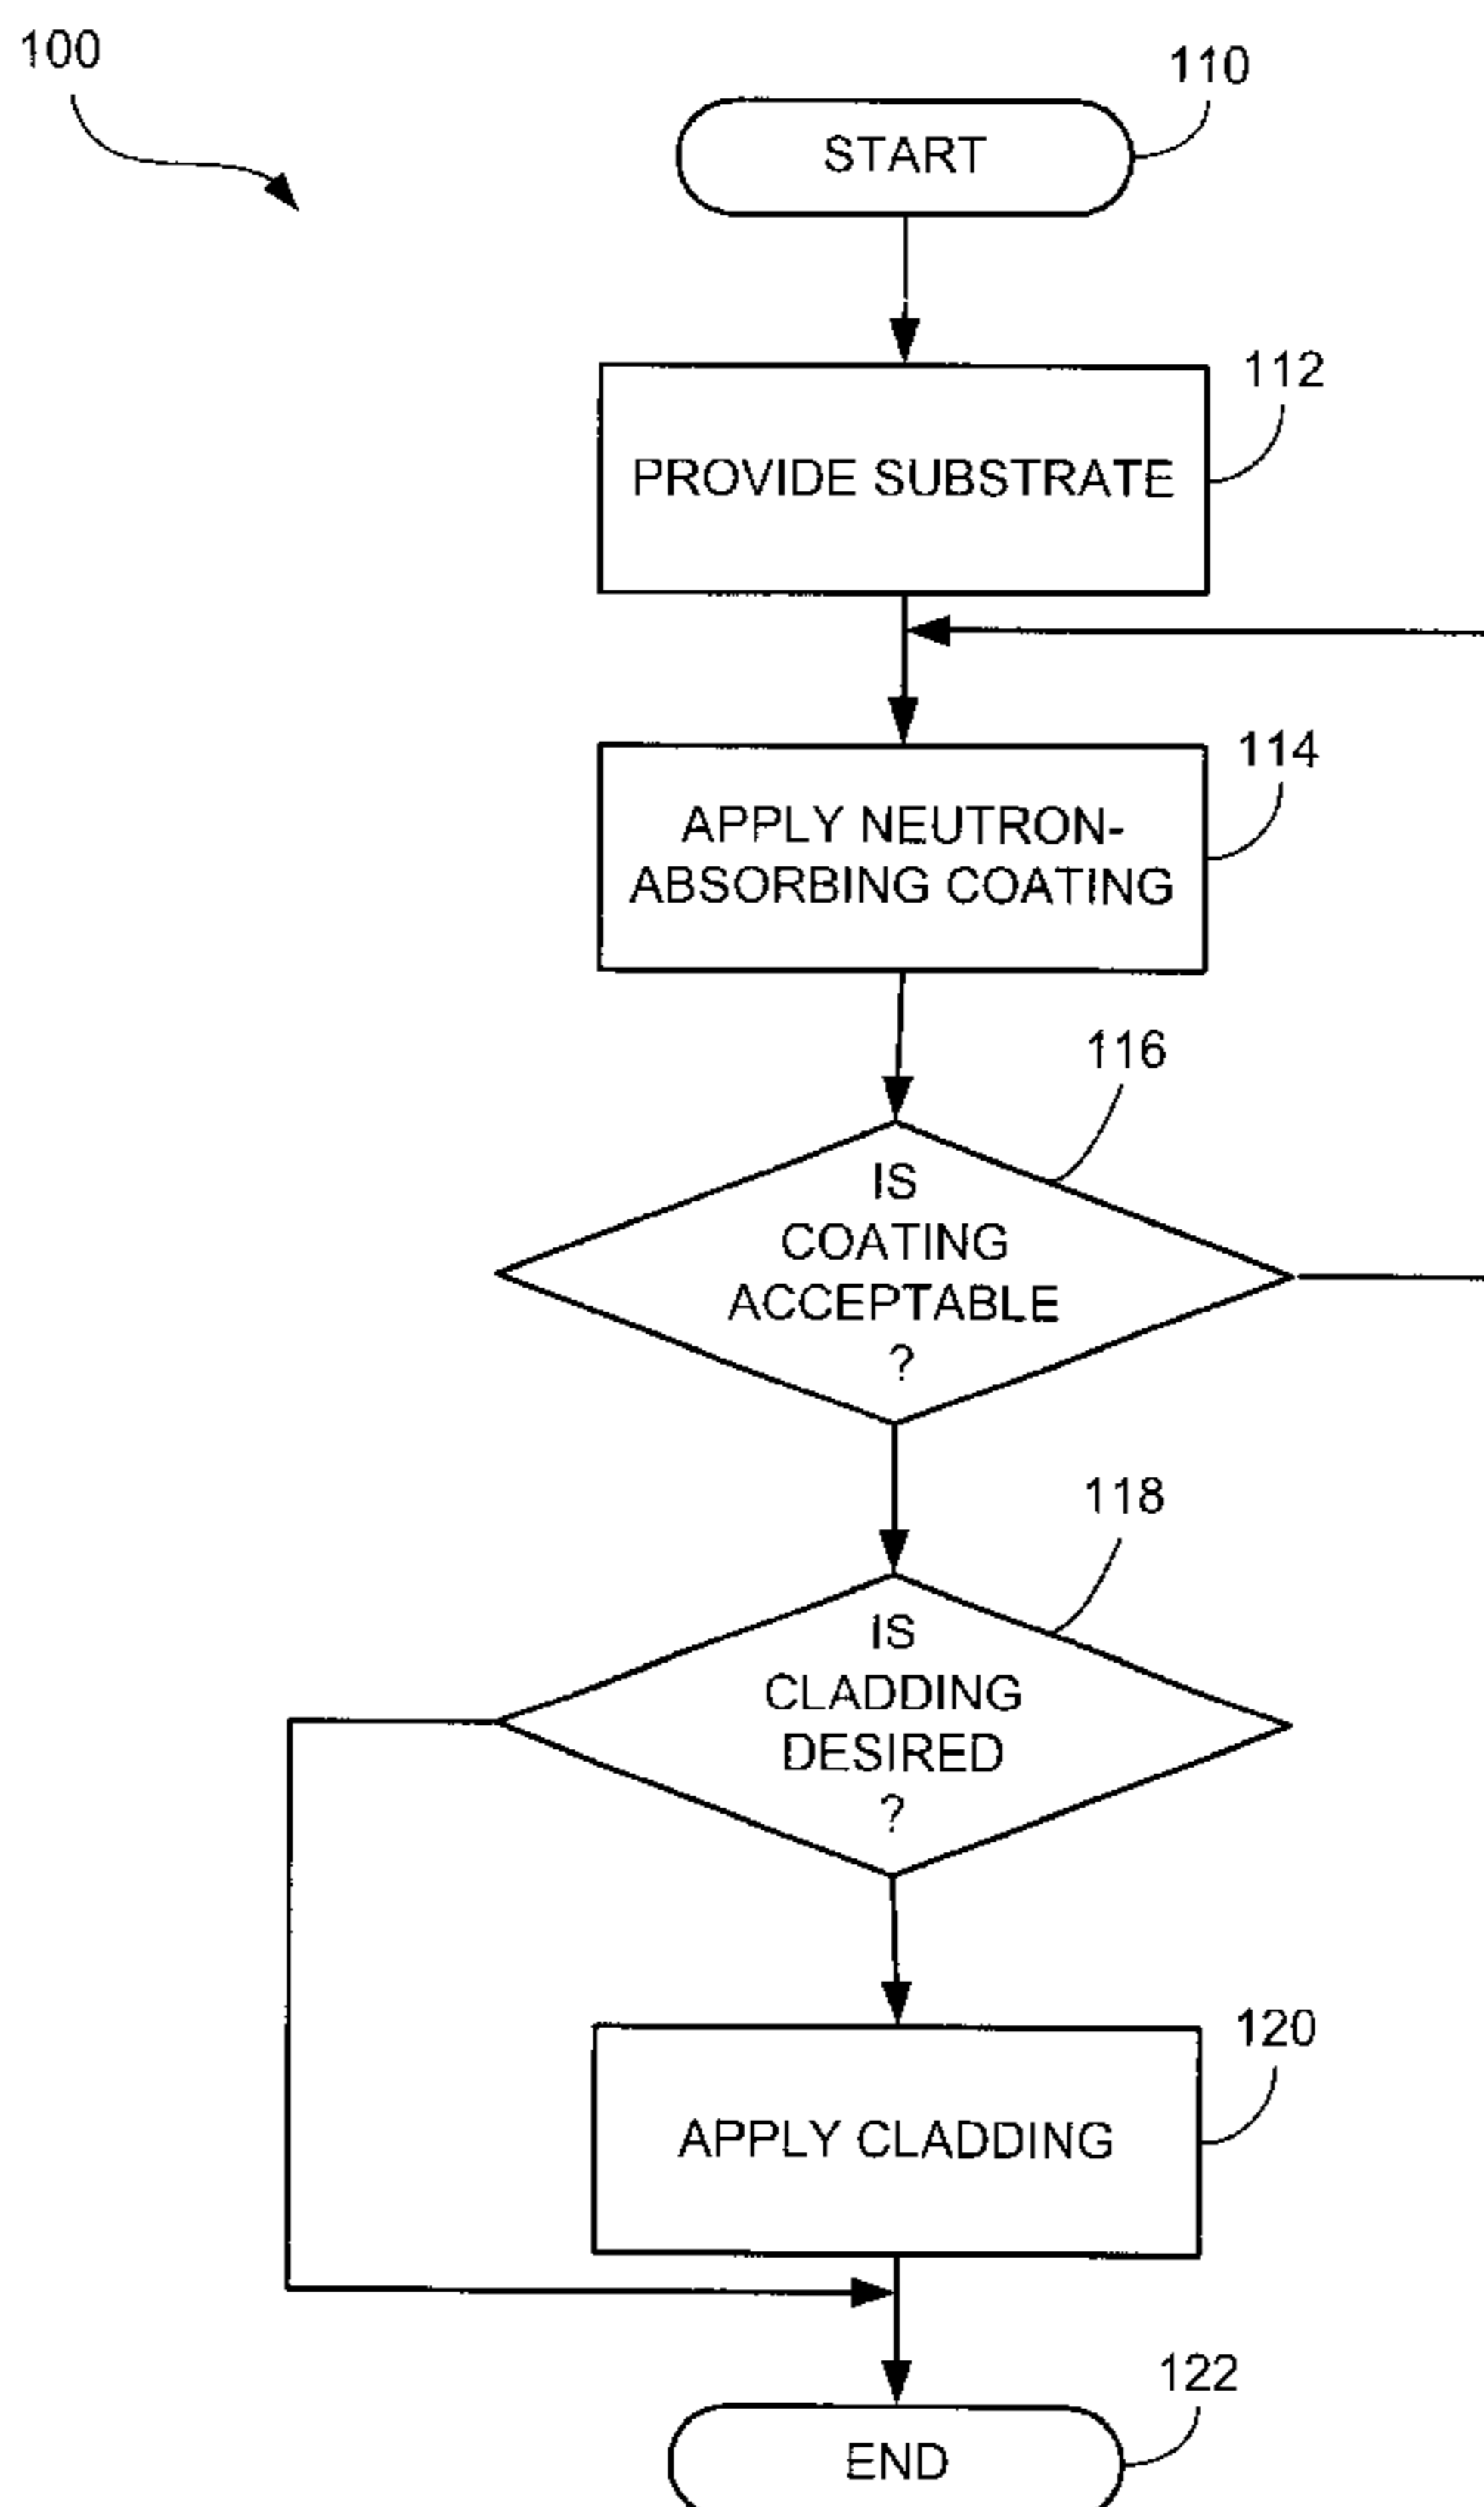 100
110
START
112
PROVIDE SUBSTRATE
114
APPLY NEUTRON-
ABSORBING COATING
116
IS
COATING
ACCEPTABLE
?
118
IS
CLADDING
DESIRED
?
120
APPLY CLADDING
122
END